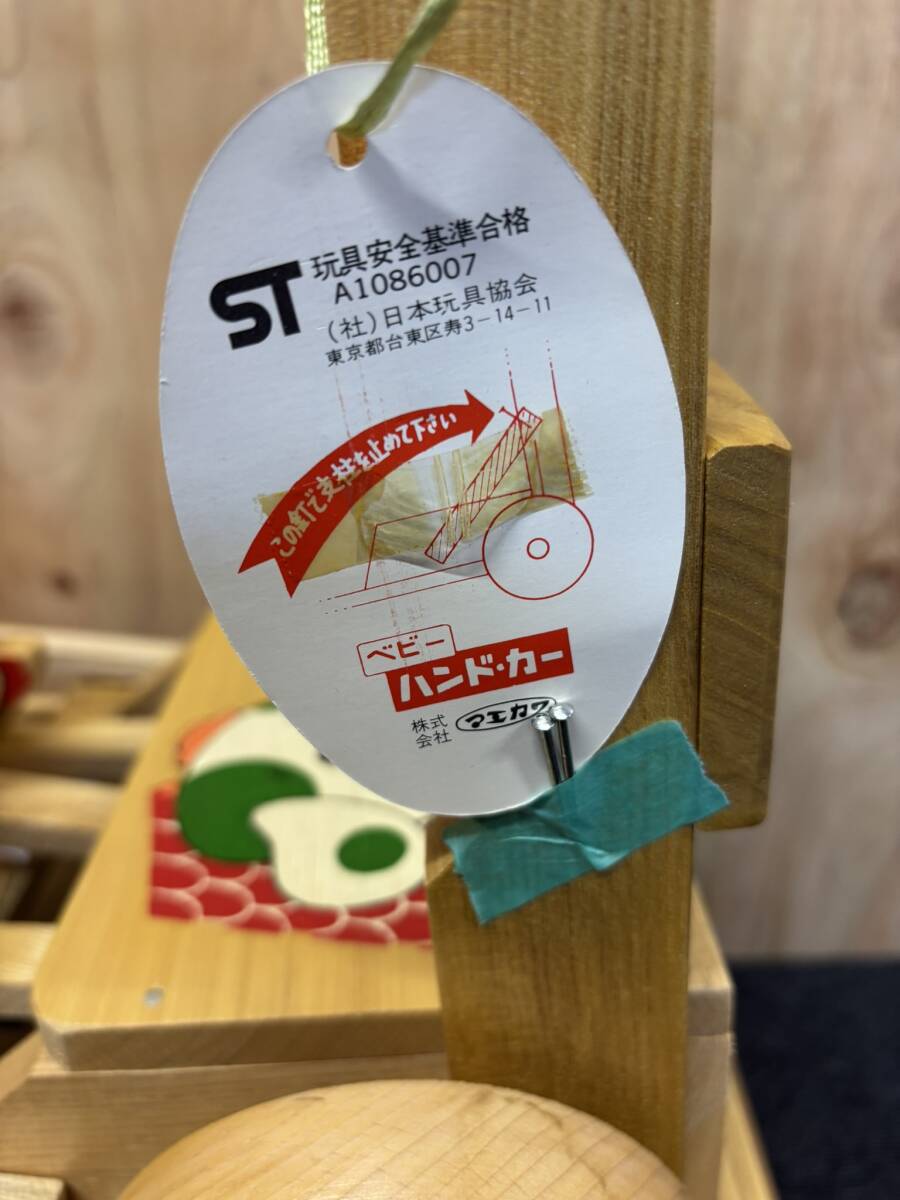 ST
玩具安全基準合格
A1086007
(社)日本玩具協会
東京都台東区寿3-14-11
この釘で支柱を止めて下さい
ベビー
ハンド・カー
株式会社
マエカワ